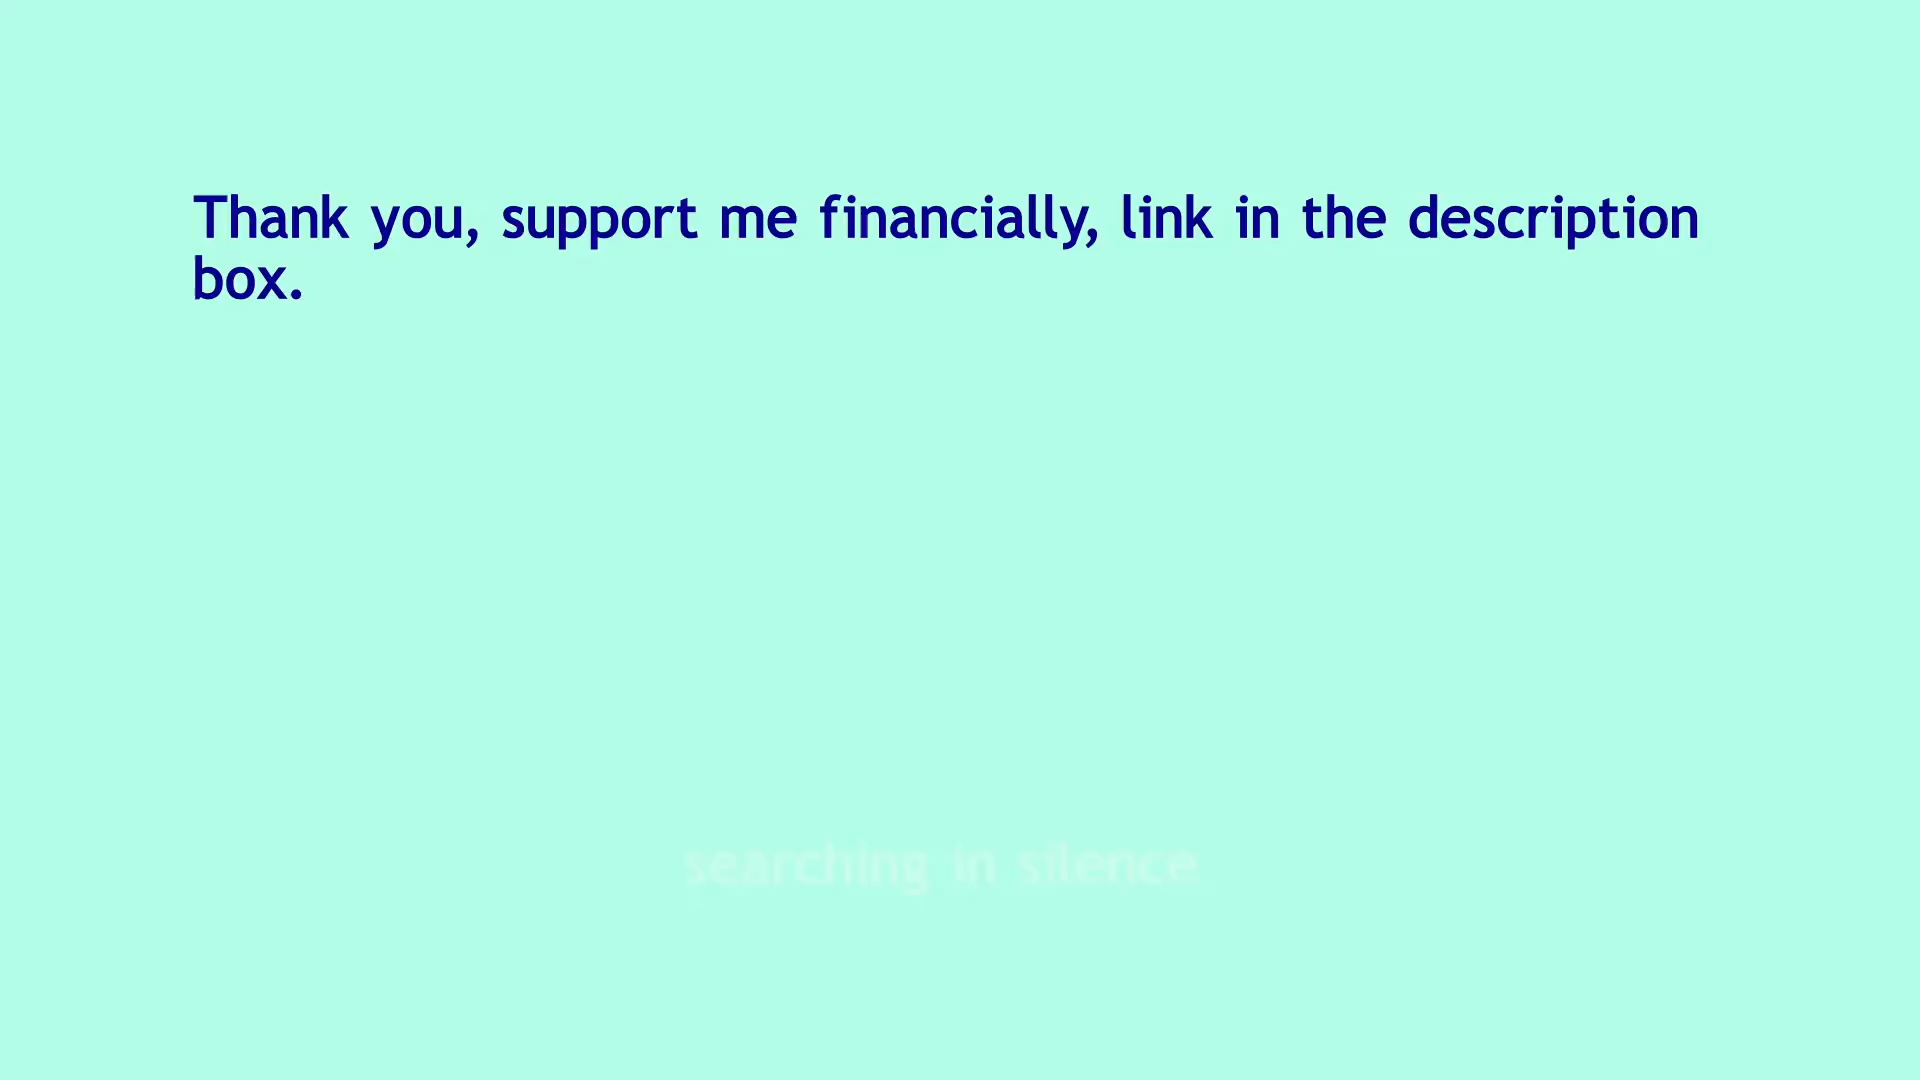 Thank you, support me financially, link in the description
box.
searching in silence